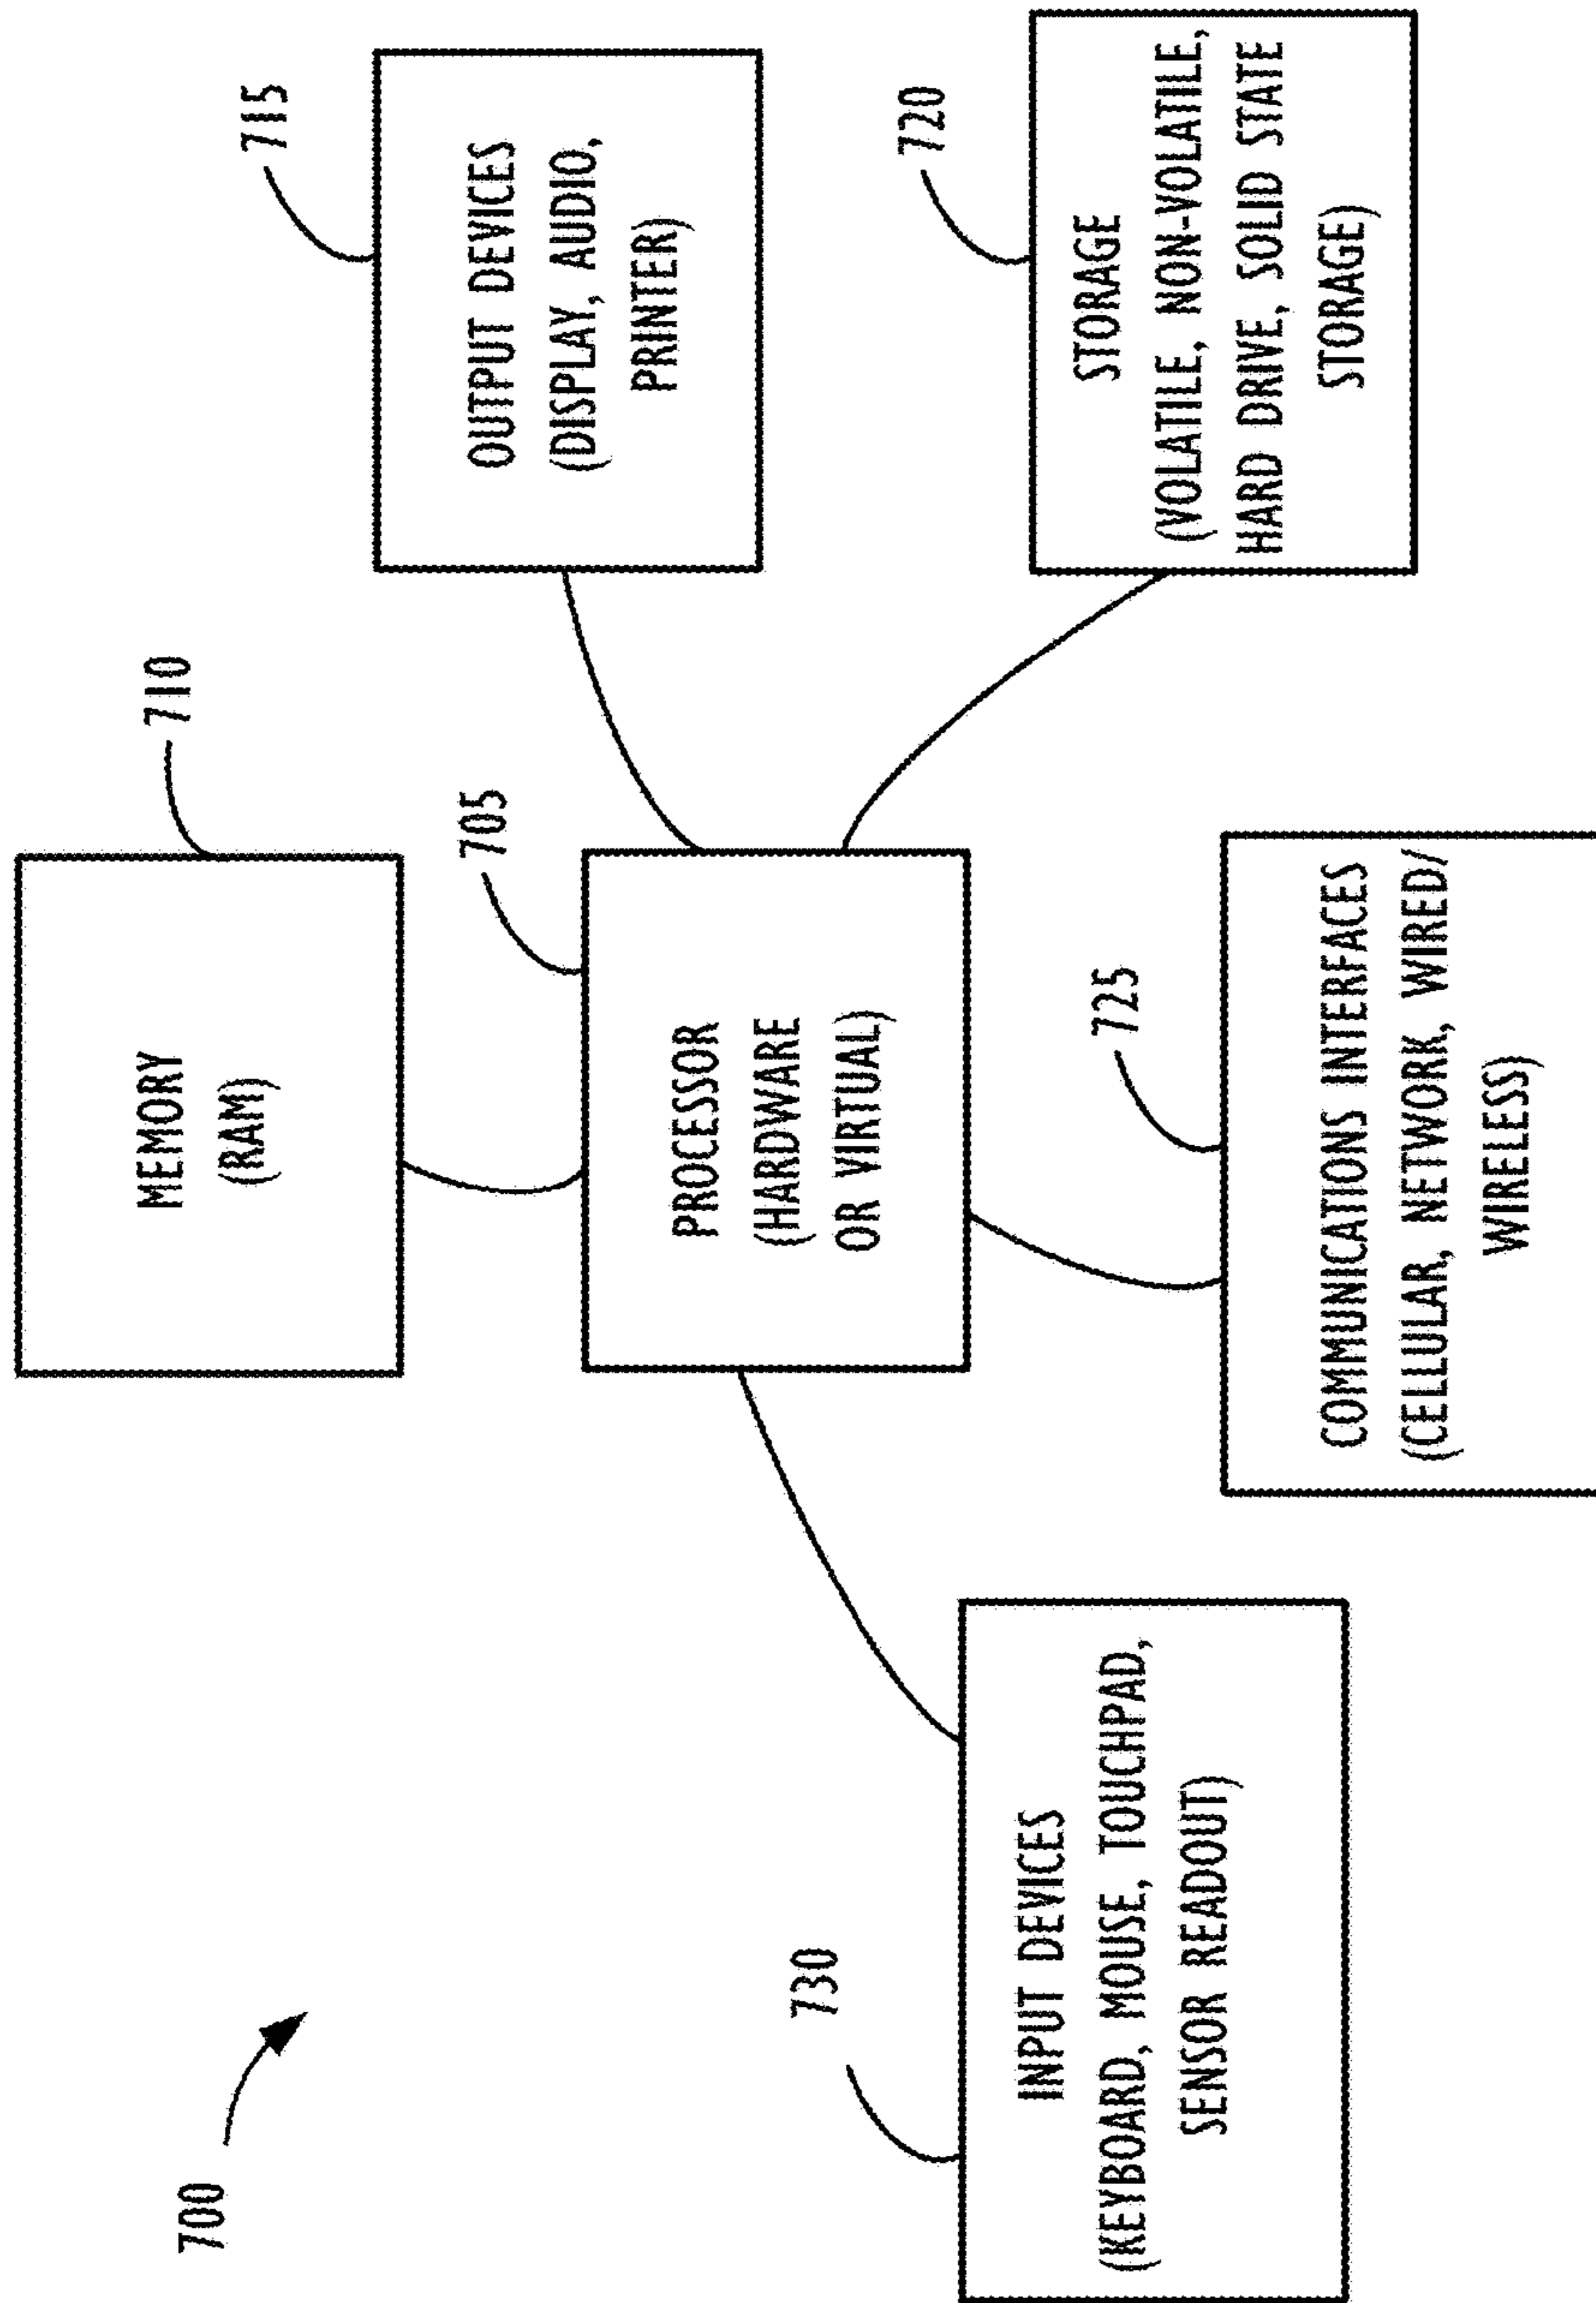 700
710
MEMORY
(RAM)
705
PROCESSOR
(HARDWARE
OR VIRTUAL)
715
OUTPUT DEVICES
(DISPLAY, AUDIO,
PRINTER)
720
STORAGE
(VOLATILE, NON-VOLATILE,
HARD DRIVE, SOLID STATE
STORAGE)
725
COMMUNICATIONS INTERFACES
(CELLULAR, NETWORK, WIRED/
WIRELESS)
730
INPUT DEVICES
(KEYBOARD, MOUSE, TOUCHPAD,
SENSOR READOUT)